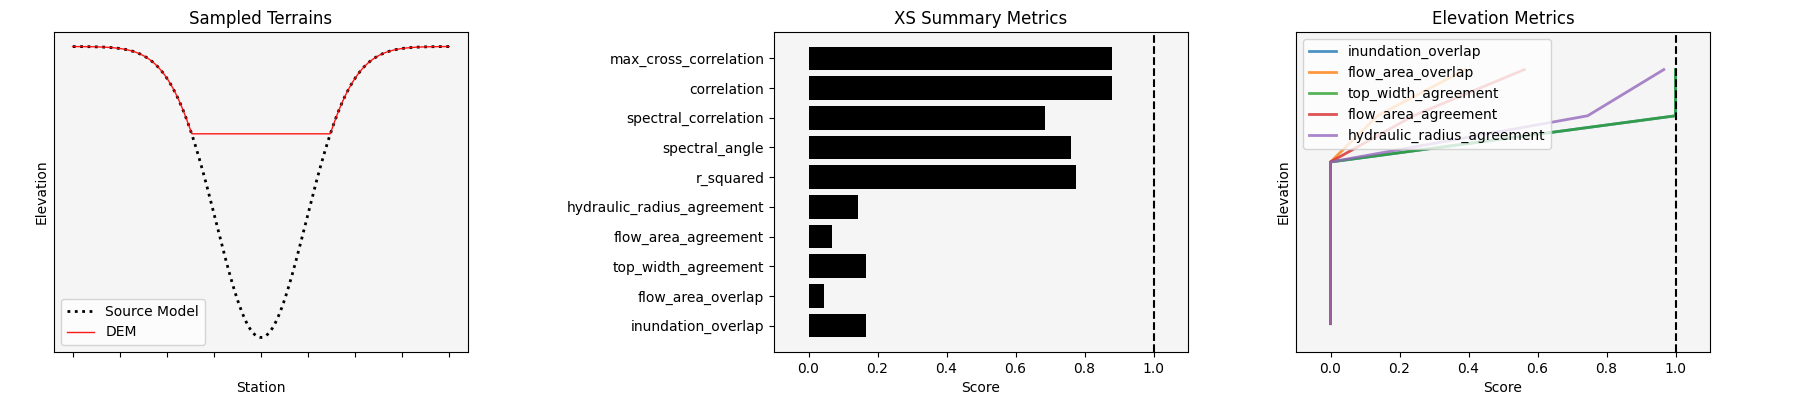 Sampled Terrains
Elevation
Source Model
DEM
Station
XS Summary Metrics
max_cross_correlation
correlation
spectral_correlation
spectral_angle
r_squared
hydraulic_radius_agreement
flow_area_agreement
top_width_agreement
flow_area_overlap
inundation_overlap
0.0 0.2 0.4 0.6 0.8 1.0
Score
Elevation Metrics
Elevation
inundation_overlap
flow_area_overlap
top_width_agreement
flow_area_agreement
hydraulic_radius_agreement
0.0 0.2 0.4 0.6 0.8 1.0
Score